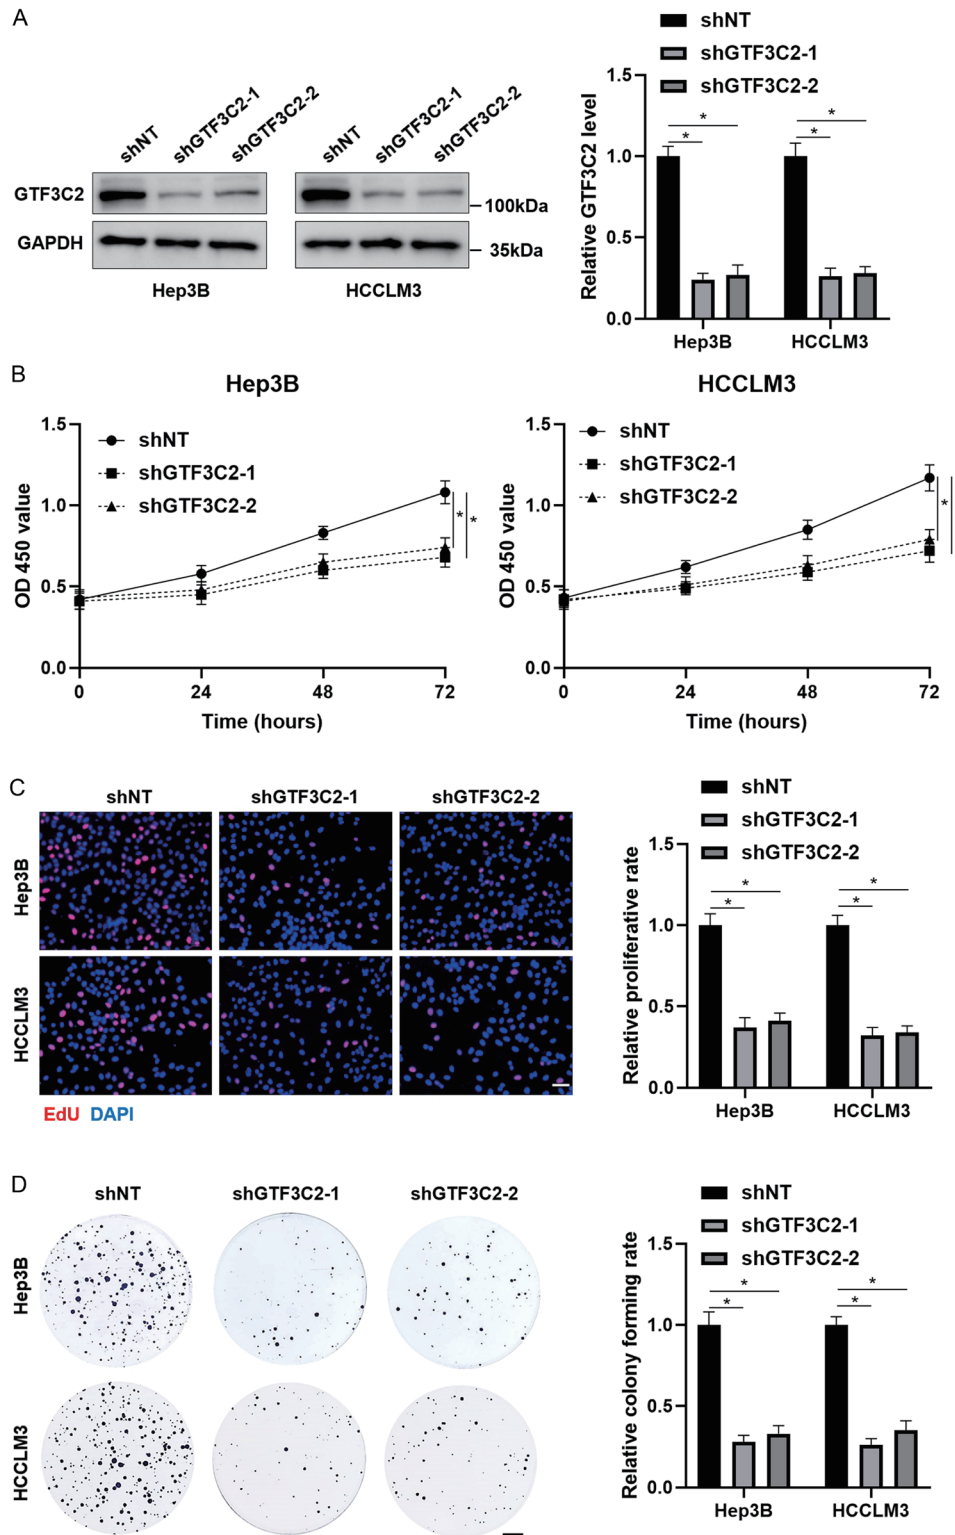 A
shNT
shGTF3C2-1
shGTF3C2-2
shNT
shGTF3C2-1
shGTF3C2-2
GTF3C2
100kDa
GAPDH
35kDa
Hep3B
HCCLM3
shNT
shGTF3C2-1
shGTF3C2-2
Relative GTF3C2 level
1.5
1.0
0.5
0.0
* * * *
Hep3B HCCLM3
B
Hep3B
OD 450 value
1.5
1.0
0.5
0.0
shNT
shGTF3C2-1
shGTF3C2-2
* *
0 24 48 72
Time (hours)
HCCLM3
OD 450 value
1.5
1.0
0.5
0.0
shNT
shGTF3C2-1
shGTF3C2-2
*
0 24 48 72
Time (hours)
C
shNT shGTF3C2-1 shGTF3C2-2
Hep3B
HCCLM3
EdU DAPI
shNT
shGTF3C2-1
shGTF3C2-2
Relative proliferative rate
1.5
1.0
0.5
0.0
* * * *
Hep3B HCCLM3
D
shNT shGTF3C2-1 shGTF3C2-2
Hep3B
HCCLM3
shNT
shGTF3C2-1
shGTF3C2-2
Relative colony forming rate
1.5
1.0
0.5
0.0
* * * *
Hep3B HCCLM3